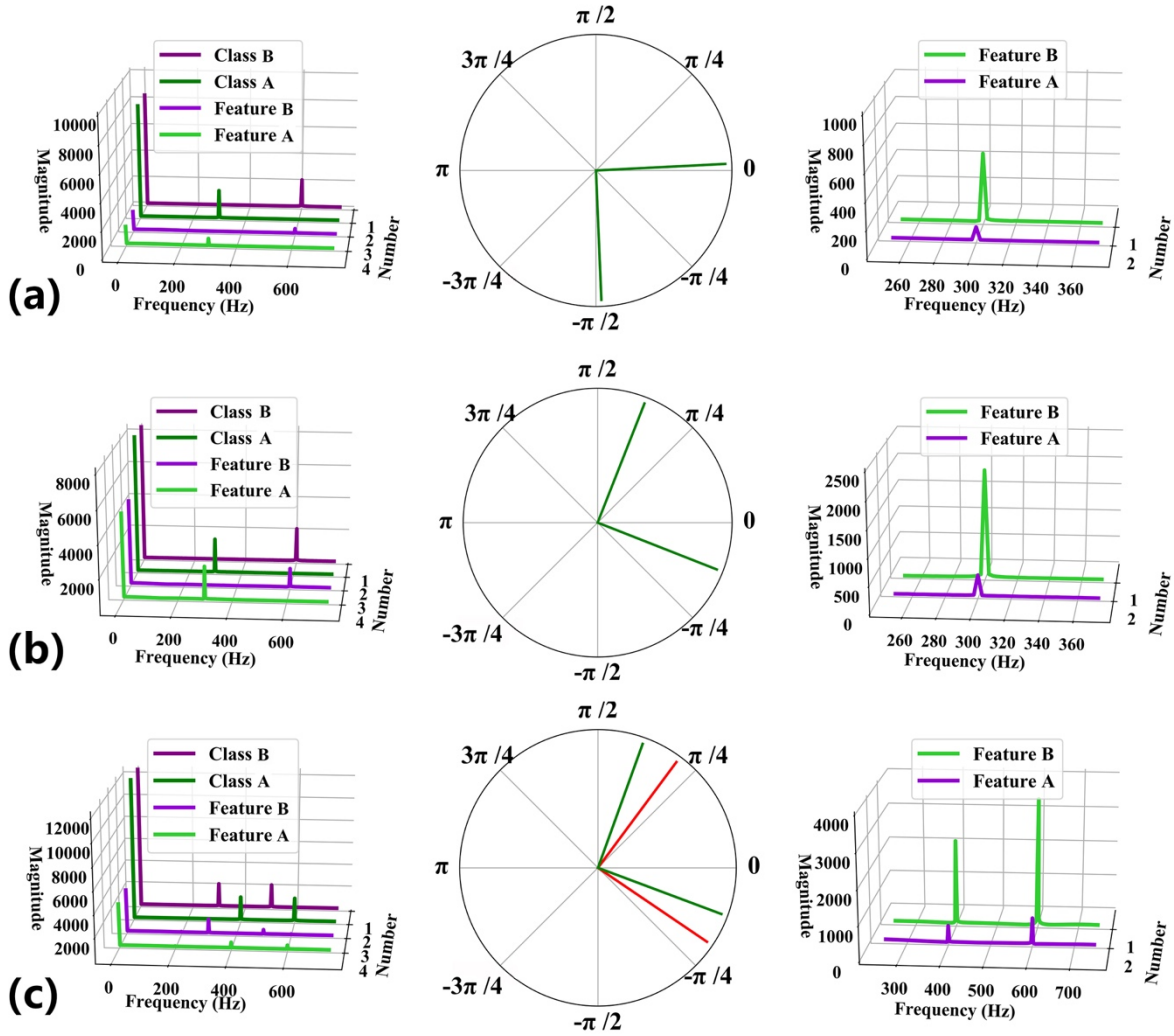 Class B
Class A
Feature B
Feature A
10000
8000
6000
4000
2000
0
Magnitude
0 200 400 600
Frequency (Hz)
1
2
3
4
Number
π /2
3π /4
π /4
π
0
-3π /4
-π /4
-π /2
Feature B
Feature A
1000
800
600
400
200
0
Magnitude
260 280 300 320 340 360
Frequency (Hz)
1
2
Number
(a)
Class B
Class A
Feature B
Feature A
8000
6000
4000
2000
Magnitude
0 200 400 600
Frequency (Hz)
1
2
3
4
Number
π /2
3π /4
π /4
π
0
-3π /4
-π /4
-π /2
Feature B
Feature A
2500
2000
1500
1000
500
0
Magnitude
260 280 300 320 340 360
Frequency (Hz)
1
2
Number
(b)
Class B
Class A
Feature B
Feature A
12000
10000
8000
6000
4000
2000
Magnitude
0 200 400 600
Frequency (Hz)
1
2
3
4
Number
π /2
3π /4
π /4
π
0
-3π /4
-π /4
-π /2
Feature B
Feature A
4000
3000
2000
1000
0
Magnitude
300 400 500 600 700
Frequency (Hz)
1
2
Number
(c)